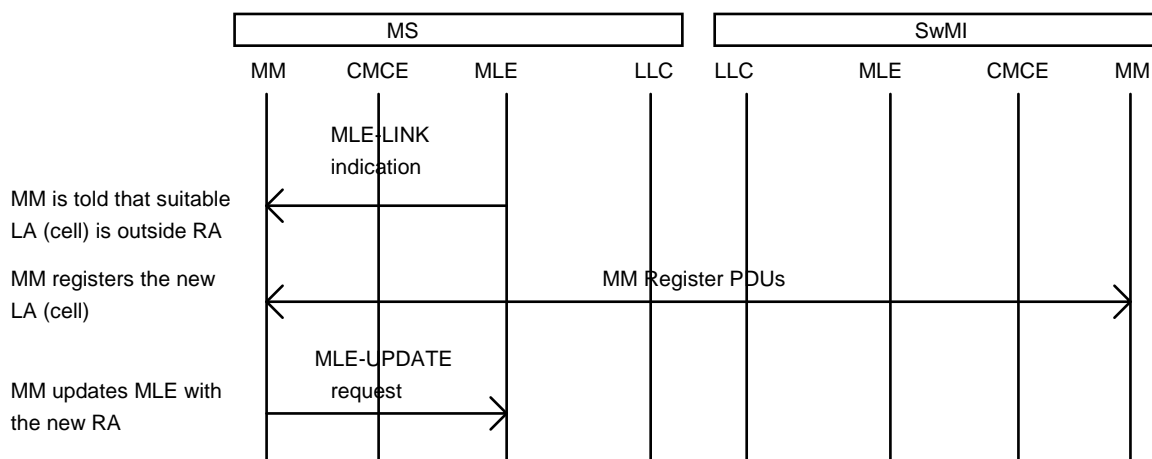 MS SwMI
MM CMCE MLE LLC LLC MLE CMCE MM
MLE-LINK
indication
MM is told that suitable
LA (cell) is outside RA
MM registers the new
LA (cell)
MM Register PDUs
MLE-UPDATE
request
MM updates MLE with
the new RA